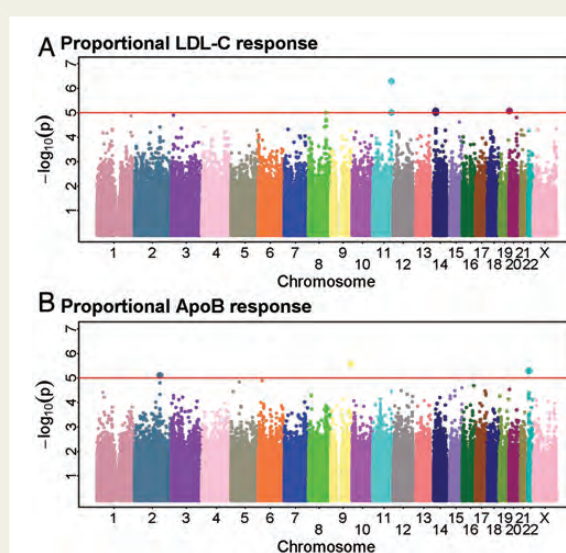 A Proportional LDL-C response
7
6
5
4
3
2
1
−log10(p)
1 2 3 4 5 6 7 9 11 13 15 17 19 21 X
8 10 12 14 16 18 20 22
Chromosome
B Proportional ApoB response
7
6
5
4
3
2
1
−log10(p)
1 2 3 4 5 6 7 9 11 13 15 17 19 21 X
8 10 12 14 16 18 20 22
Chromosome